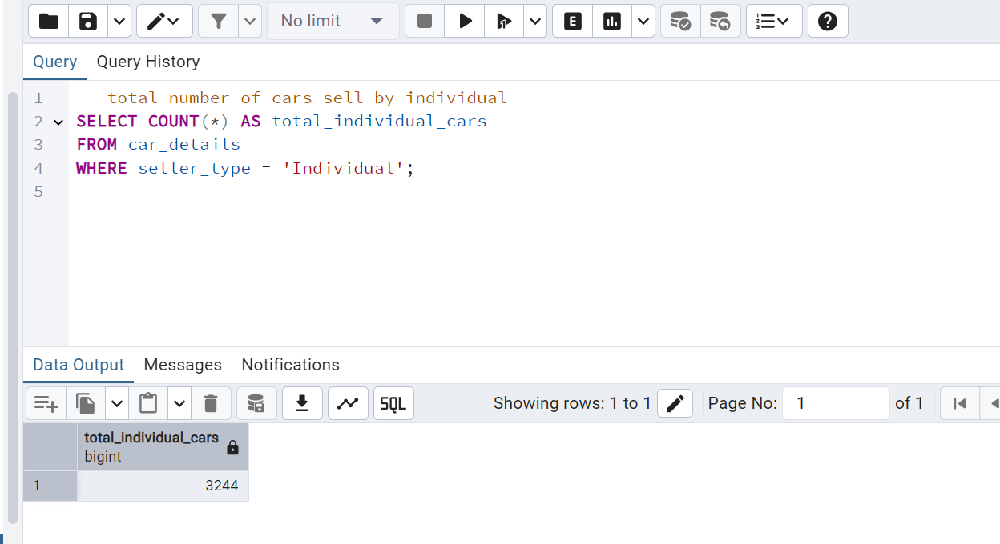 No limit
E
Query Query History
1 -- total number of cars sell by individual
2 SELECT COUNT(*) AS total_individual_cars
3 FROM car_details
4 WHERE seller_type = 'Individual';
5
Data Output Messages Notifications
SQL Showing rows: 1 to 1 Page No: 1 of 1
total_individual_cars
bigint
1 3244